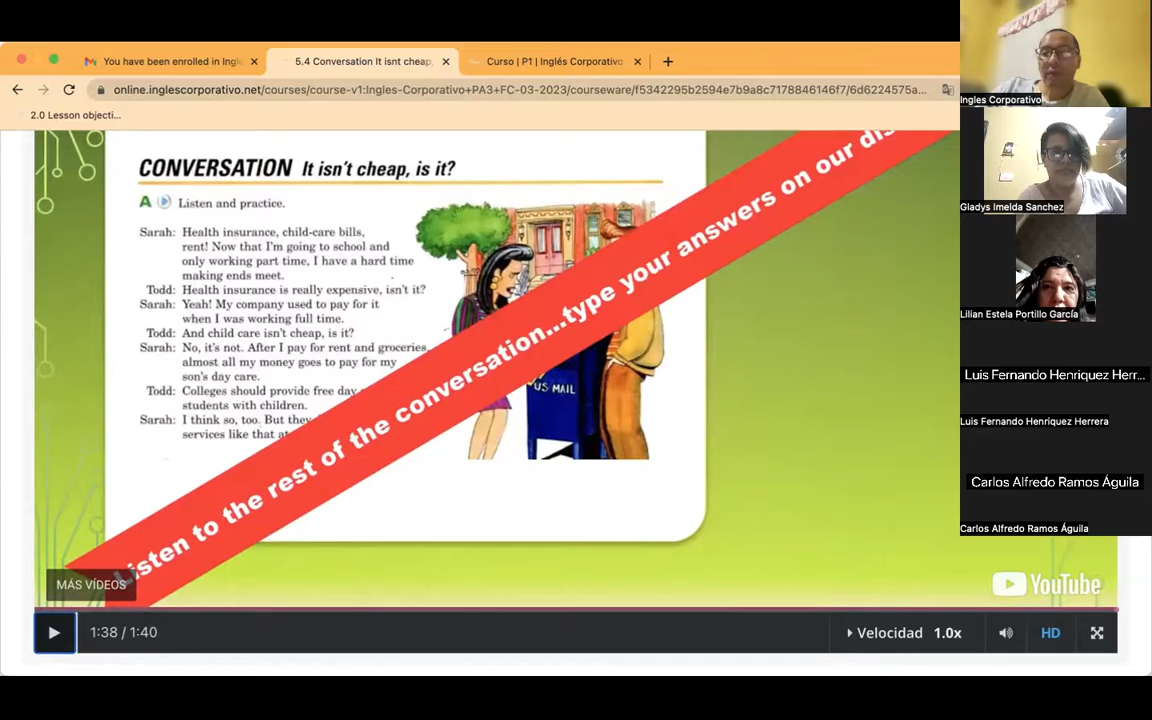 You have been enrolled in Ingl
5.4 Conversation It isnt cheap,
Curso | P1 | Inglés Corporativo
online.inglescorporativo.net/courses/course-v1:Ingles-Corporativo+PA3+FC-03-2023/courseware/f5342295b2594e7b9a8c7178846146f7/6d6224575a...
2.0 Lesson objecti...
CONVERSATION It isn't cheap, is it?
A Listen and practice.
Sarah: Health insurance, child-care bills,
rent! Now that I'm going to school and
only working part time, I have a hard time
making ends meet.
Todd: Health insurance is really expensive, isn't it?
Sarah: Yeah! My company used to pay for it
when I was working full time.
Todd: And child care isn't cheap, is it?
Sarah: No, it's not. After I pay for rent and groceries,
almost all my money goes to pay for my
son's day care.
Todd: Colleges should provide free day
students with children.
Sarah: I think so, too. But they
services like that at
US MAIL
Listen to the rest of the conversation...type your answers on our dis
MÁS VÍDEOS
YouTube
1:38 / 1:40
Velocidad 1.0x
HD
Ingles Corporativo
Gladys Imelda Sanchez
Lilian Estela Portillo García
Luis Fernando Henriquez Herr...
Luis Fernando Henriquez Herrera
Carlos Alfredo Ramos Águila
Carlos Alfredo Ramos Águila